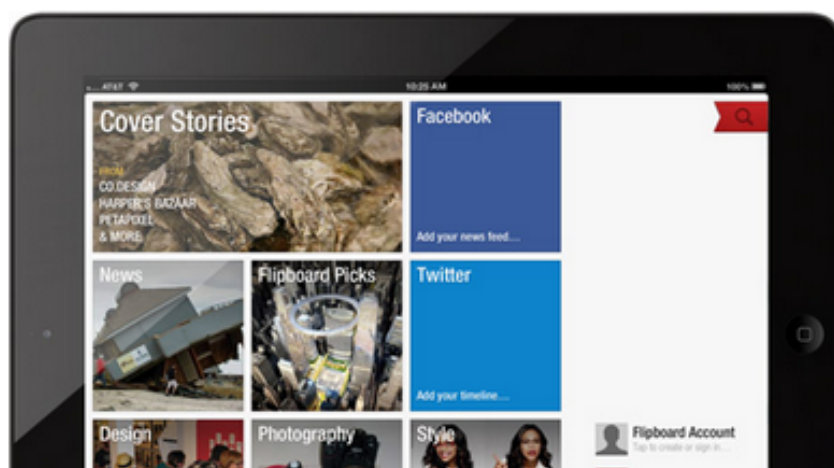 AT&T
10:25 AM
100%
Cover Stories
FROM
CO.DESIGN
HARPER'S BAZAAR
PETAPIXEL
& MORE
Facebook
Add your news feed....
News
Flipboard Picks
Twitter
Add your timeline....
Design
Photography
Style
Flipboard Account
Tap to create or sign in....